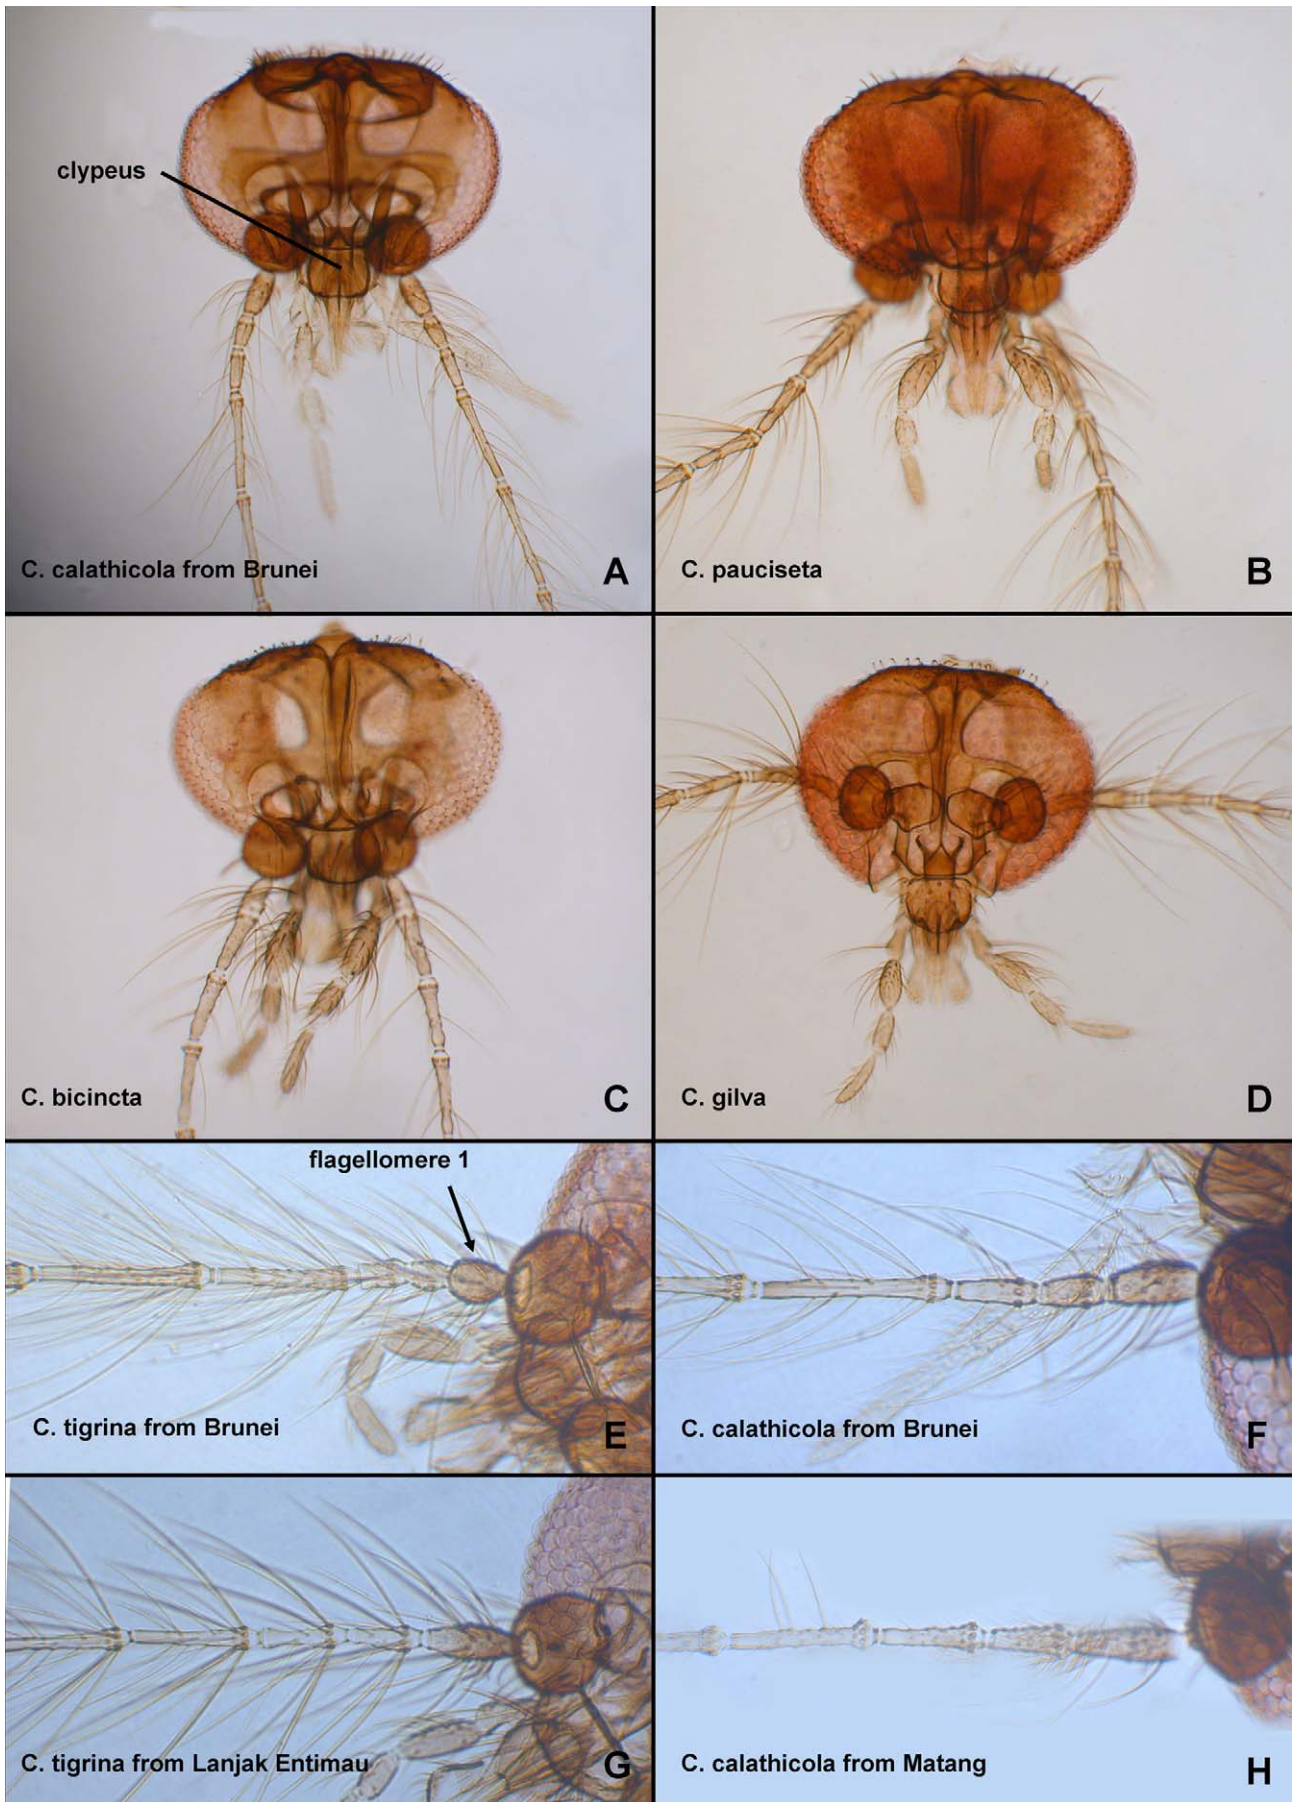 clypeus
C. calathicola from Brunei
A
C. pauciseta
B
C. bicincta
C
C. gilva
D
flagellomere 1
C. tigrina from Brunei
E
C. calathicola from Brunei
F
C. tigrina from Lanjak Entimau
G
C. calathicola from Matang
H